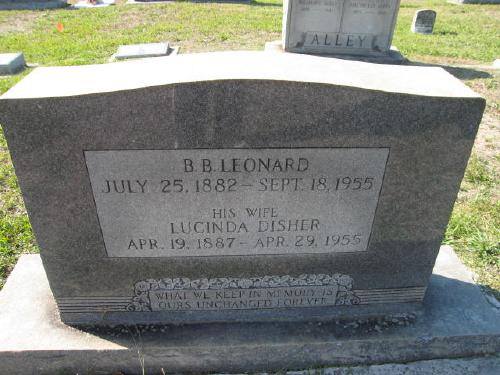 ALLEY
B.B. LEONARD
JULY 25, 1882 - SEPT. 18, 1955
HIS WIFE
LUCINDA DISHER
APR. 19, 1887 - APR. 29, 1955
WHAT WE KEEP IN MEMORY IS
OURS UNCHANGED FOREVER